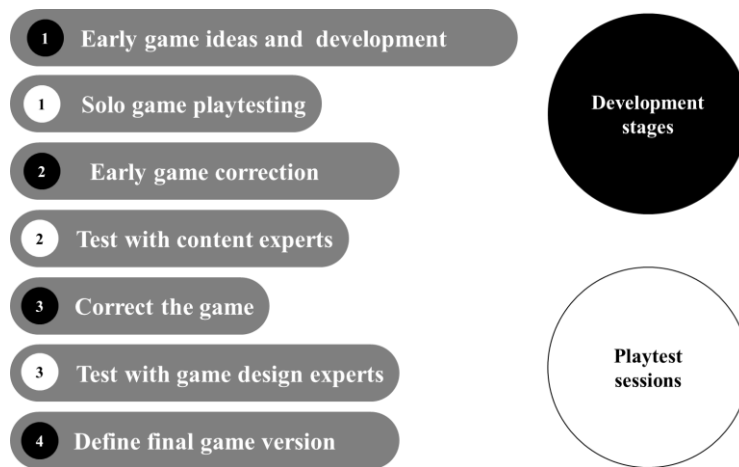 1 Early game ideas and development
1 Solo game playtesting
2 Early game correction
2 Test with content experts
3 Correct the game
3 Test with game design experts
4 Define final game version
Development
stages
Playtest
sessions